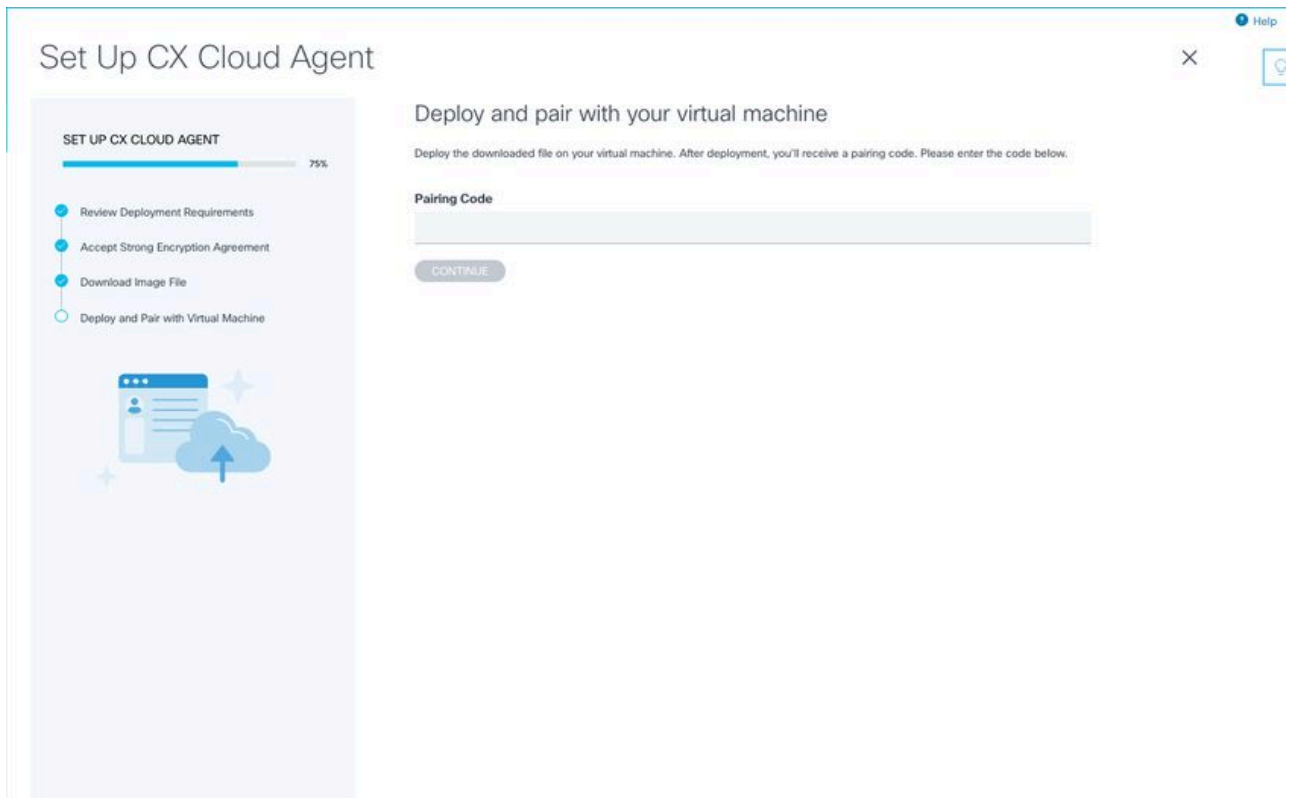 Help
Set Up CX Cloud Agent
SET UP CX CLOUD AGENT
75%
Review Deployment Requirements
Accept Strong Encryption Agreement
Download Image File
Deploy and Pair with Virtual Machine
Deploy and pair with your virtual machine
Deploy the downloaded file on your virtual machine. After deployment, you'll receive a pairing code. Please enter the code below.
Pairing Code
CONTINUE